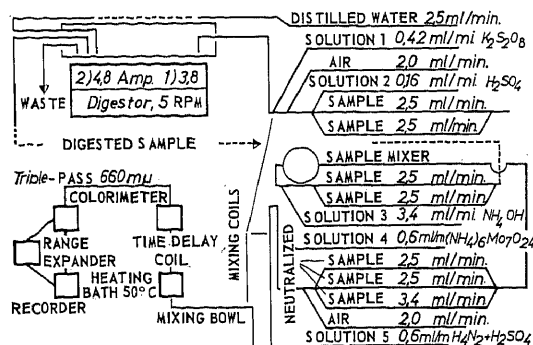 DISTILLED WATER 2,5ml/min.
SOLUTION 1 0,42 ml/mi. K2S2O8
AIR 2,0 ml/min.
SOLUTION 2 0,16 ml/mi. H2SO4
SAMPLE 2,5 ml/min.
SAMPLE 2,5 ml/min.
2)4,8 Amp. 1)3,8
Digestor, 5 RPM
WASTE
DIGESTED SAMPLE
SAMPLE MIXER
SAMPLE 2,5 ml/min.
SAMPLE 2,5 ml/min.
SOLUTION 3 3,4 ml/mi. NH4OH
SOLUTION 4 0,6ml/m(NH4)6Mo7O24
SAMPLE 2,5 ml/min.
SAMPLE 2,5 ml/min.
SAMPLE 3,4 ml/min.
AIR 2,0 ml/min.
SOLUTION 5 0,6ml/mH4N2+H2SO4
NEUTRALIZED
MIXING COILS
Triple-PASS 660mμ
COLORIMETER
RANGE
EXPANDER
RECORDER
TIME DELAY
COIL
HEATING
BATH 50°C
MIXING BOWL